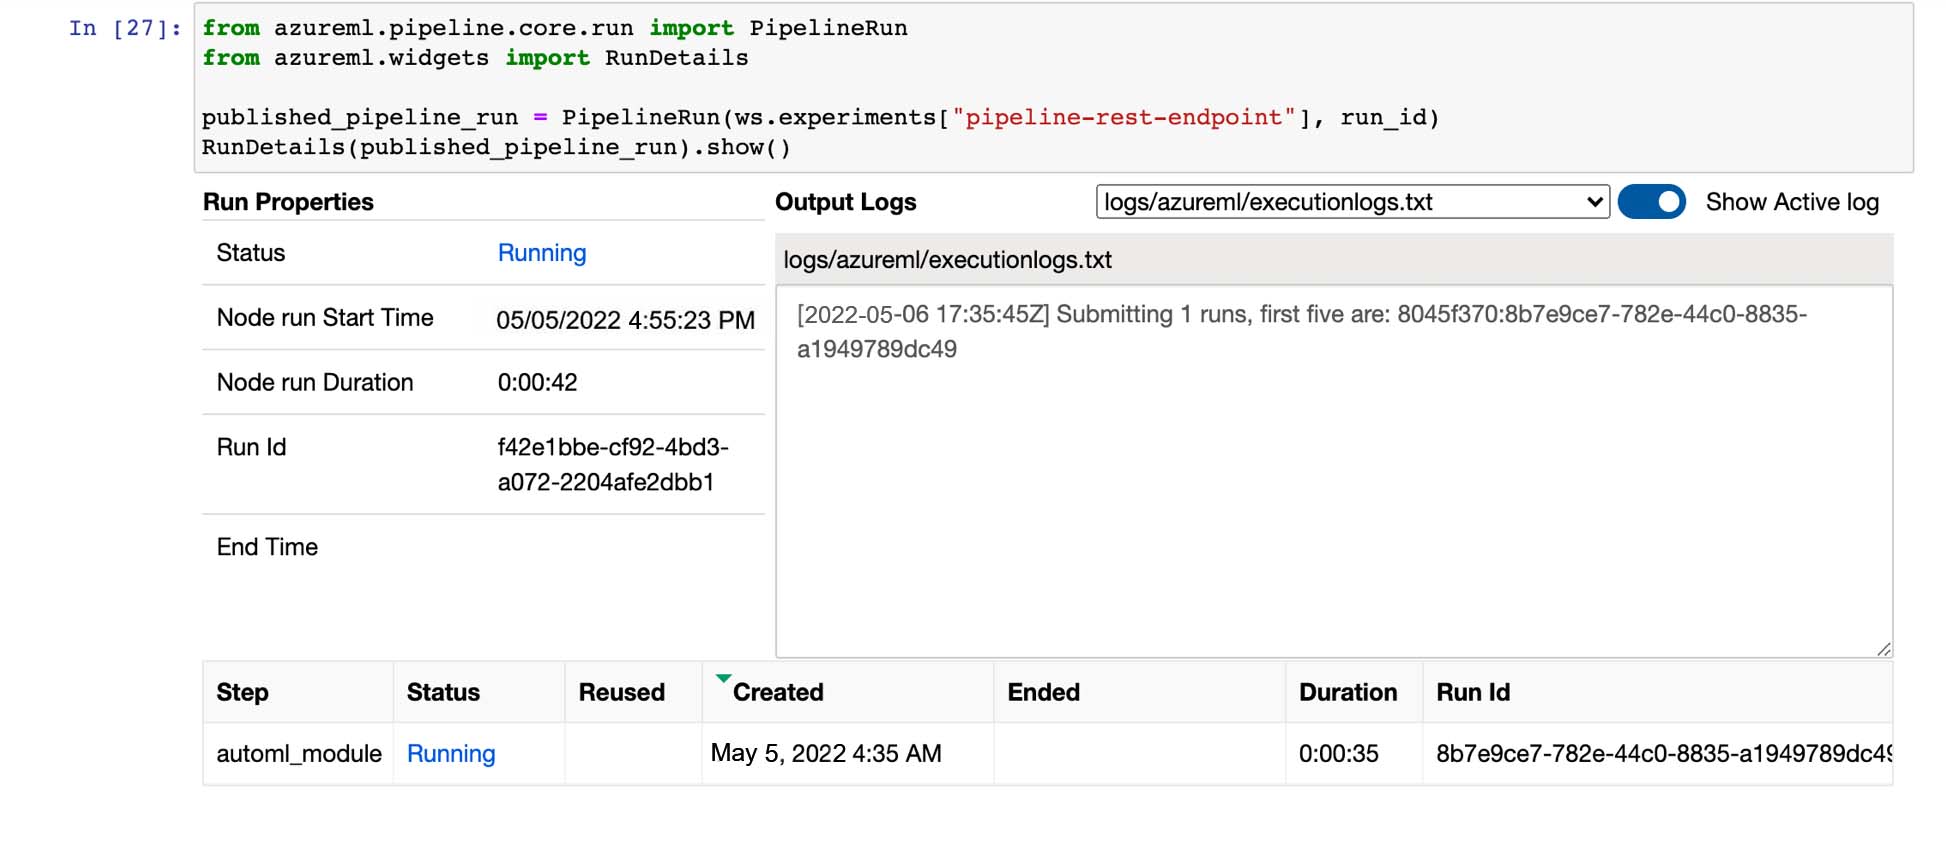 In [27]:
from azureml.pipeline.core.run import PipelineRun
from azureml.widgets import RunDetails
published_pipeline_run = PipelineRun(ws.experiments["pipeline-rest-endpoint"], run_id)
RunDetails(published_pipeline_run).show()
Run Properties
Status Running
Node run Start Time 05/05/2022 4:55:23 PM
Node run Duration 0:00:42
Run Id f42e1bbe-cf92-4bd3-
a072-2204afe2dbb1
End Time
Output Logs logs/azureml/executionlogs.txt Show Active log
logs/azureml/executionlogs.txt
[2022-05-06 17:35:45Z] Submitting 1 runs, first five are: 8045f370:8b7e9ce7-782e-44c0-8835-
a1949789dc49
Step Status Reused Created Ended Duration Run Id
automl_module Running May 5, 2022 4:35 AM 0:00:35 8b7e9ce7-782e-44c0-8835-a1949789dc49